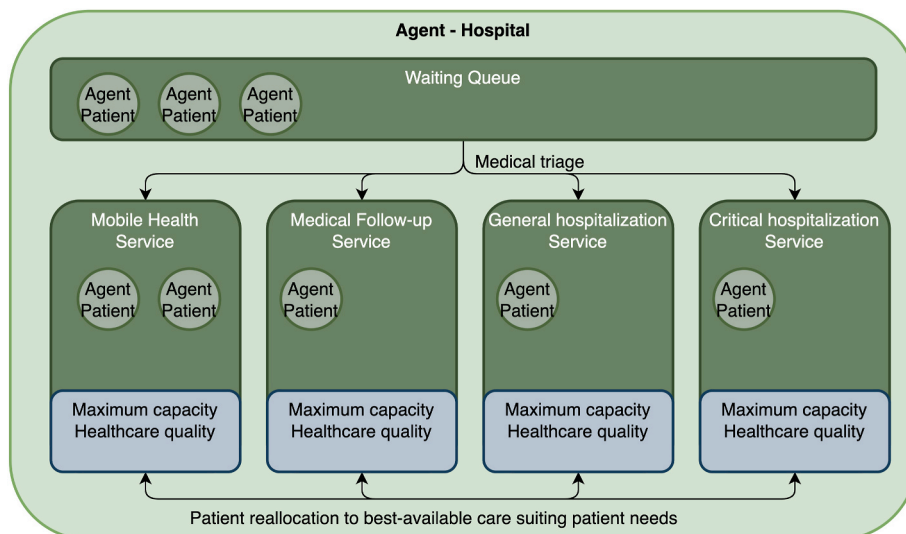 Agent - Hospital
Waiting Queue
Agent
Patient
Agent
Patient
Agent
Patient
Medical triage
Mobile Health
Service
Agent
Patient
Agent
Patient
Maximum capacity
Healthcare quality
Medical Follow-up
Service
Agent
Patient
Maximum capacity
Healthcare quality
General hospitalization
Service
Agent
Patient
Maximum capacity
Healthcare quality
Critical hospitalization
Service
Agent
Patient
Maximum capacity
Healthcare quality
Patient reallocation to best-available care suiting patient needs